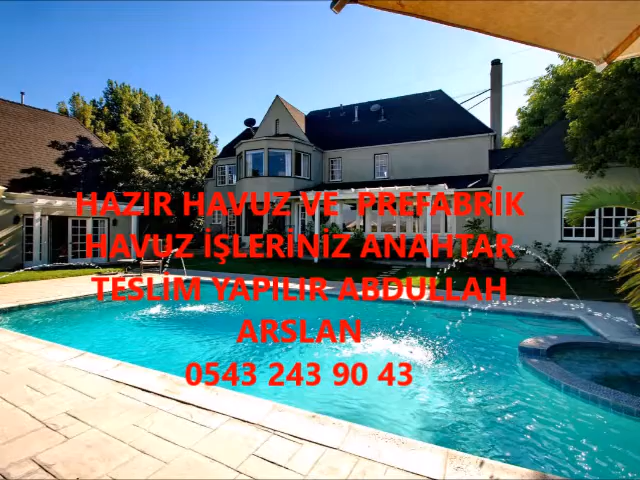 HAZIR HAVUZ VE PREFABRİK
HAVUZ İŞLERİNİZ ANAHTAR
TESLİM YAPILIR ABDULLAH
ARSLAN
0543 243 90 43